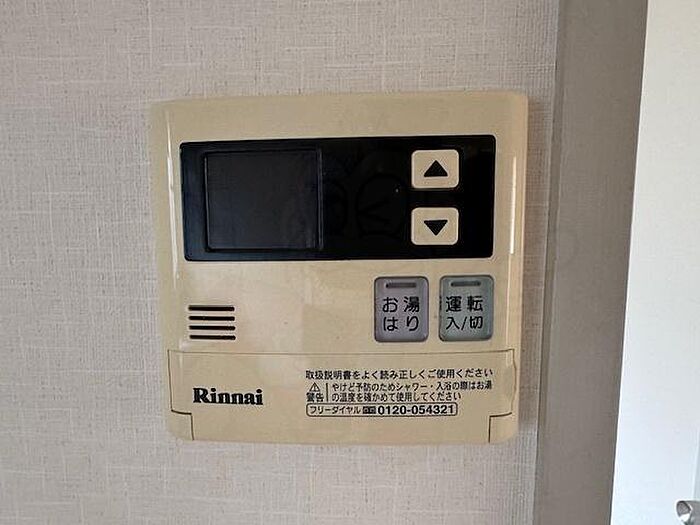 お湯はり
運転入/切
取扱説明書をよく読み正しくご使用ください
Rinnai
⚠警告 やけど予防のためシャワー・入浴の際はお湯
の温度を確かめて使用してください
フリーダイヤル 0120-054321